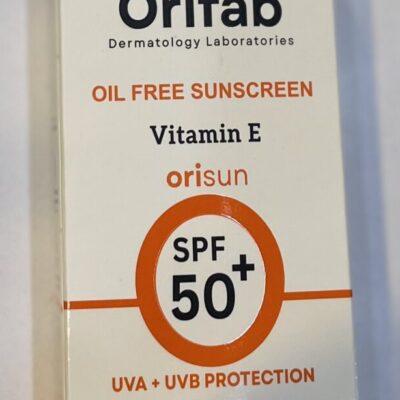 Orifab
Dermatology Laboratories
OIL FREE SUNSCREEN
Vitamin E
orisun
SPF
50+
UVA + UVB PROTECTION